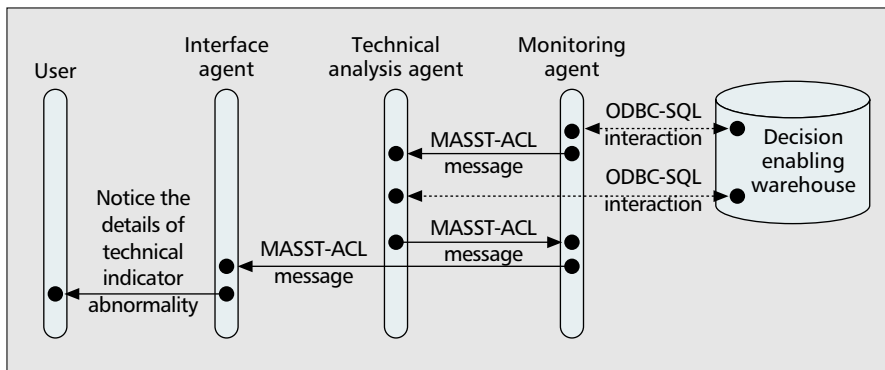 User
Interface
agent
Technical
analysis agent
Monitoring
agent
ODBC-SQL
interaction
Decision
enabling
warehouse
MASST-ACL
message
ODBC-SQL
interaction
Notice the
details of
technical
indicator
abnormality
MASST-ACL
message
MASST-ACL
message